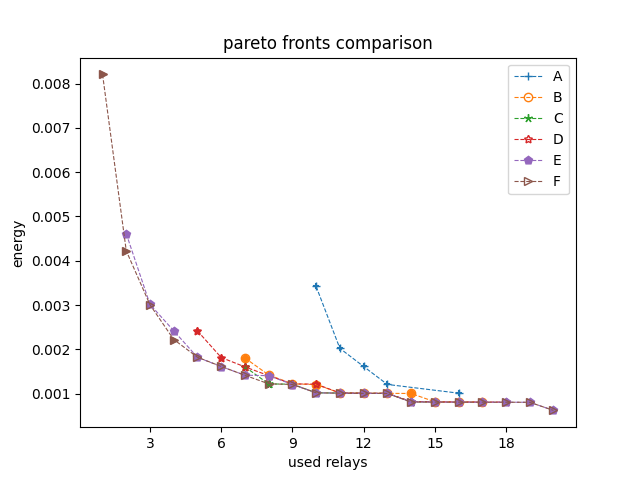 pareto fronts comparison
0.008
0.007
0.006
0.005
0.004
0.003
0.002
0.001
energy
A
B
C
D
E
F
3 6 9 12 15 18
used relays